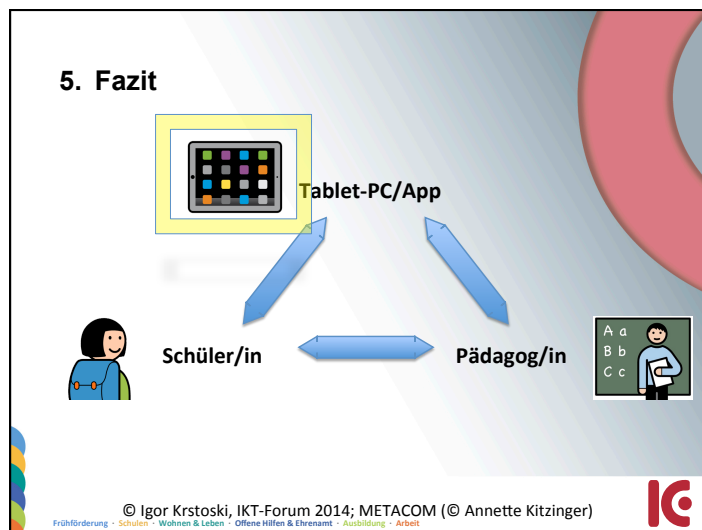 5. Fazit
Tablet-PC/App
Schüler/in
Pädagog/in
A a
B b
C c
© Igor Krstoski, IKT-Forum 2014; METACOM (© Annette Kitzinger)
Frühförderung · Schulen · Wohnen & Leben · Offene Hilfen & Ehrenamt · Ausbildung · Arbeit